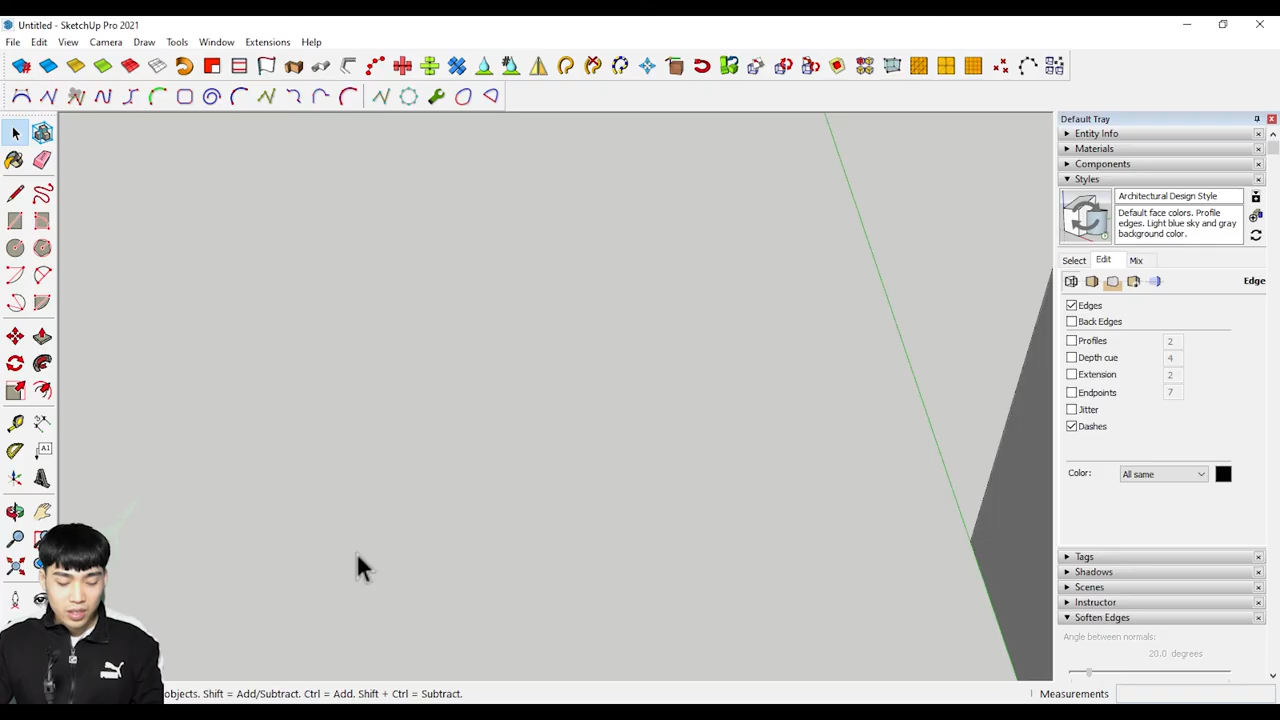 Untitled - SketchUp Pro 2021
File Edit View Camera Draw Tools Window Extensions Help
Default Tray
Entity Info
Materials
Components
Styles
Architectural Design Style
Default face colors. Profile
edges. Light blue sky and gray
background color.
Select Edit Mix
Edge
Edges
Back Edges
Profiles 2
Depth cue 4
Extension 2
Endpoints 7
Jitter
Dashes
Color: All same
A1
Tags
Shadows
Scenes
Instructor
Soften Edges
Angle between normals:
20.0 degrees
objects. Shift = Add/Subtract. Ctrl = Add. Shift + Ctrl = Subtract.
Measurements